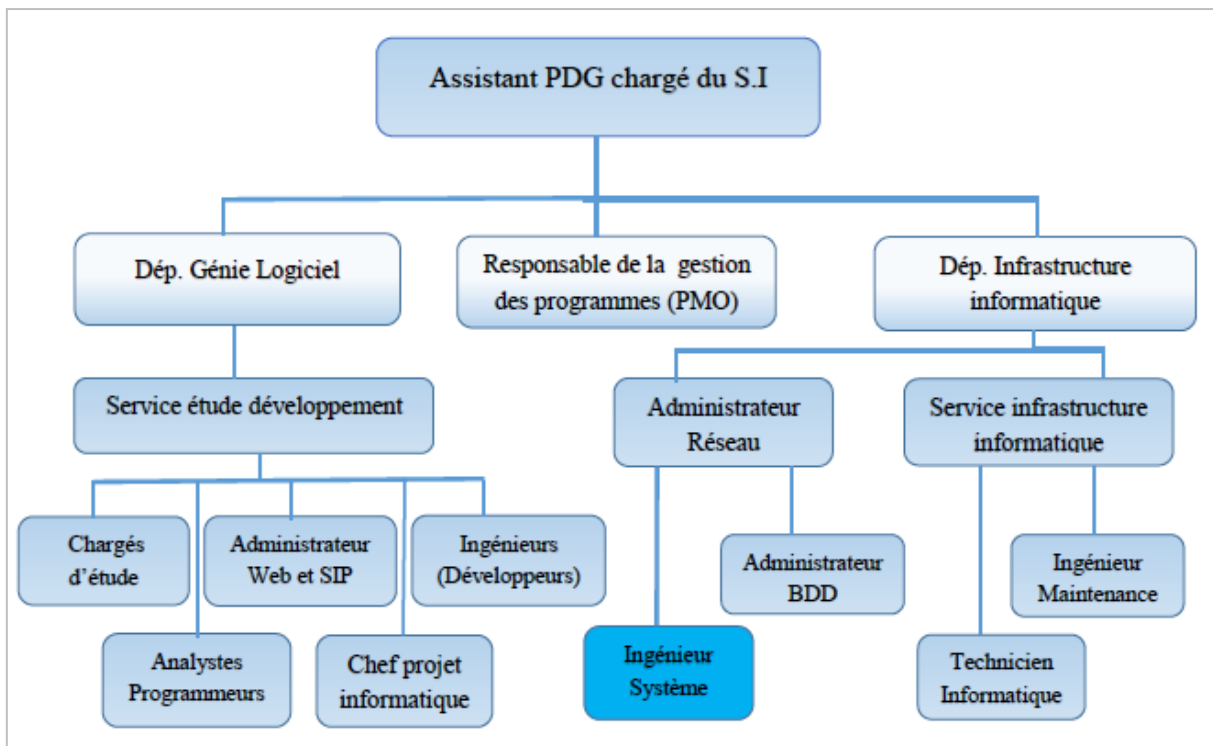 Assistant PDG chargé du S.I
Dép. Génie Logiciel
Responsable de la gestion
des programmes (PMO)
Dép. Infrastructure
informatique
Service étude développement
Administrateur
Réseau
Service infrastructure
informatique
Chargés
d'étude
Administrateur
Web et SIP
Ingénieurs
(Développeurs)
Administrateur
BDD
Ingénieur
Maintenance
Analystes
Programmeurs
Chef projet
informatique
Ingénieur
Système
Technicien
Informatique